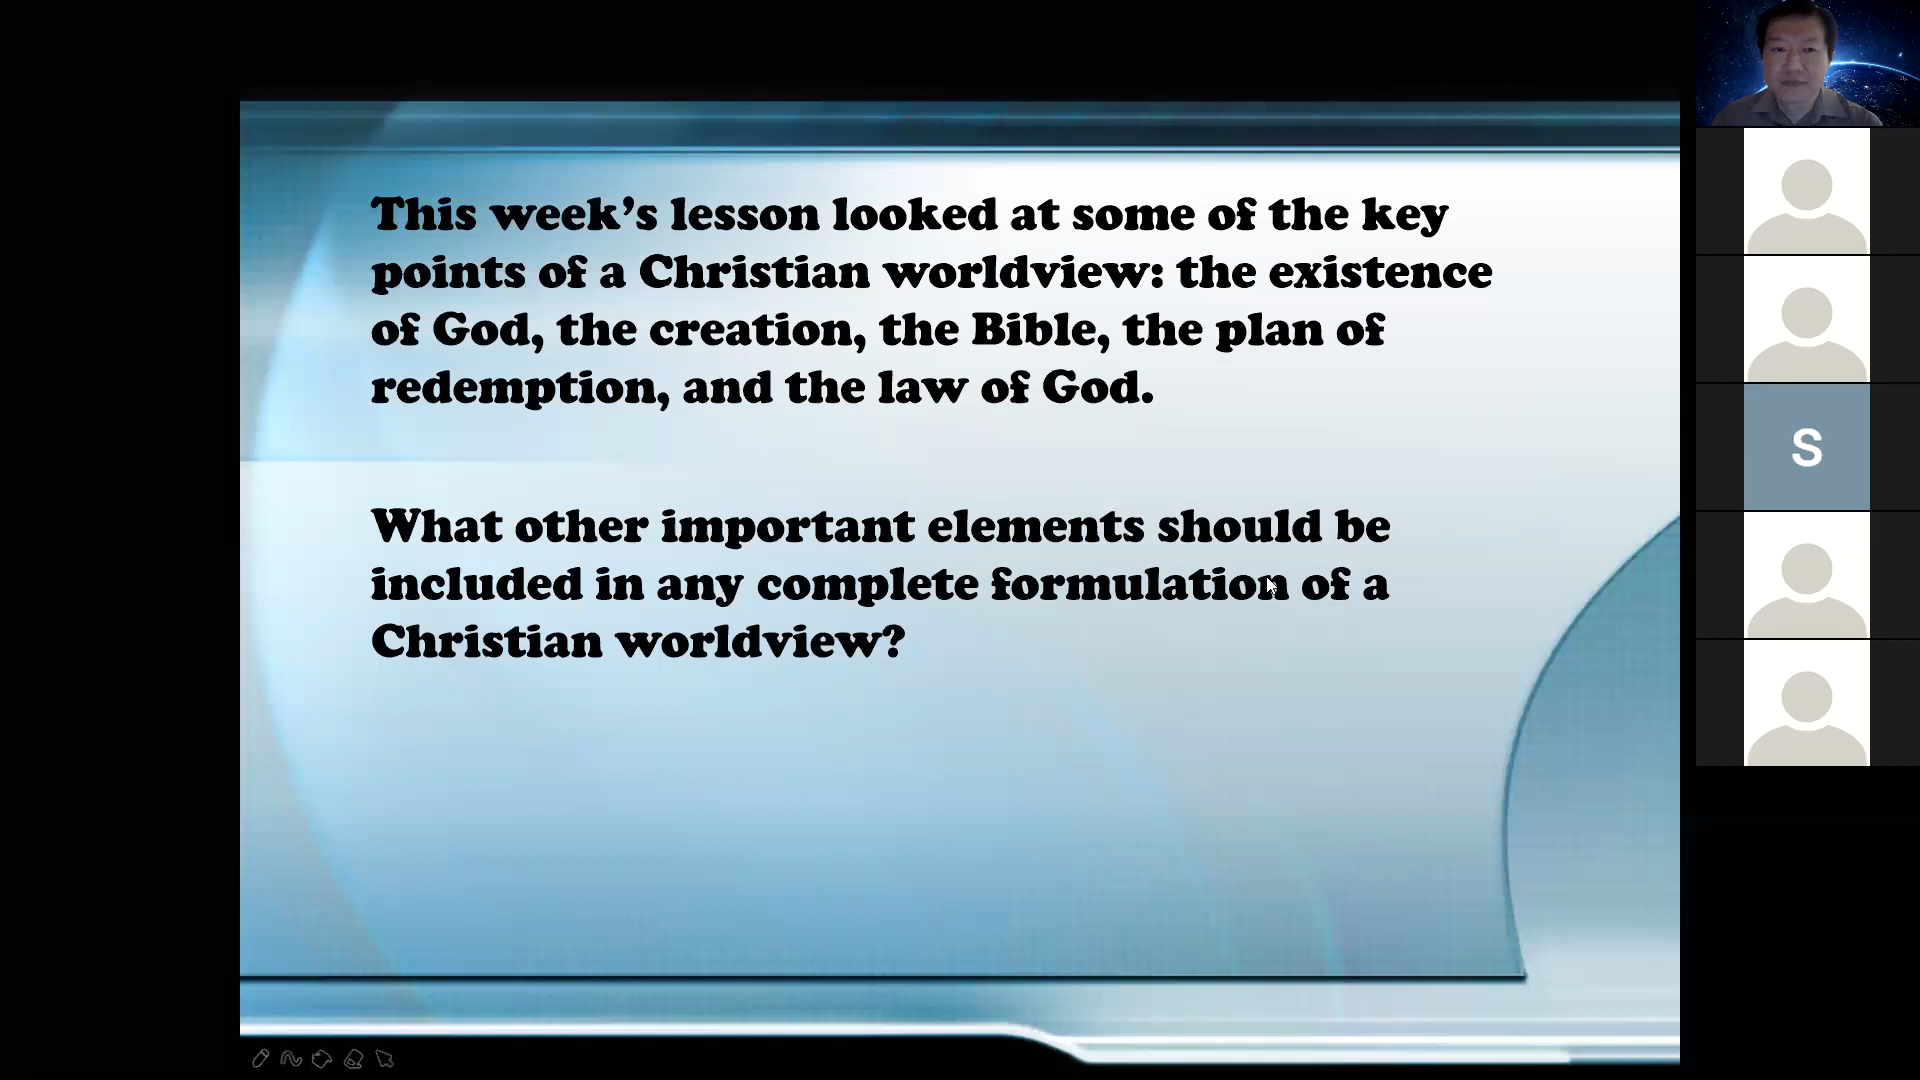 This week’s lesson looked at some of the key
points of a Christian worldview: the existence
of God, the creation, the Bible, the plan of
redemption, and the law of God.
What other important elements should be
included in any complete formulation of a
Christian worldview?
S